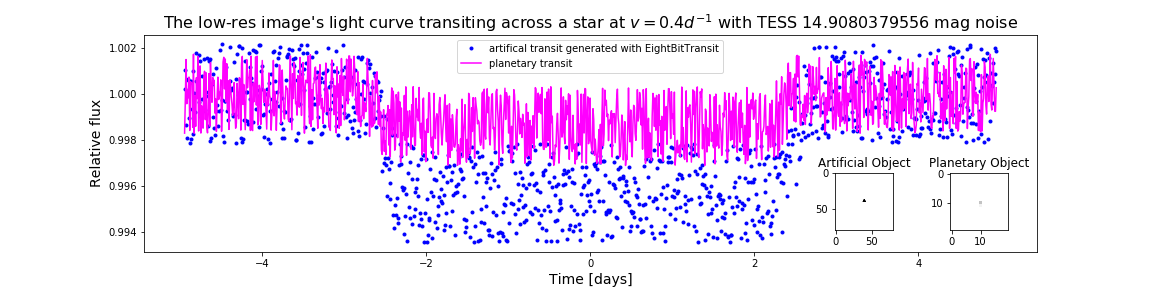 The low-res image's light curve transiting across a star at v = 0.4d⁻¹ with TESS 14.9080379556 mag noise
artifical transit generated with EightBitTransit
planetary transit
Relative flux
1.002
1.000
0.998
0.996
0.994
Artificial Object
0
50
0 50
Planetary Object
0
10
0 10
−4 −2 0 2 4
Time [days]